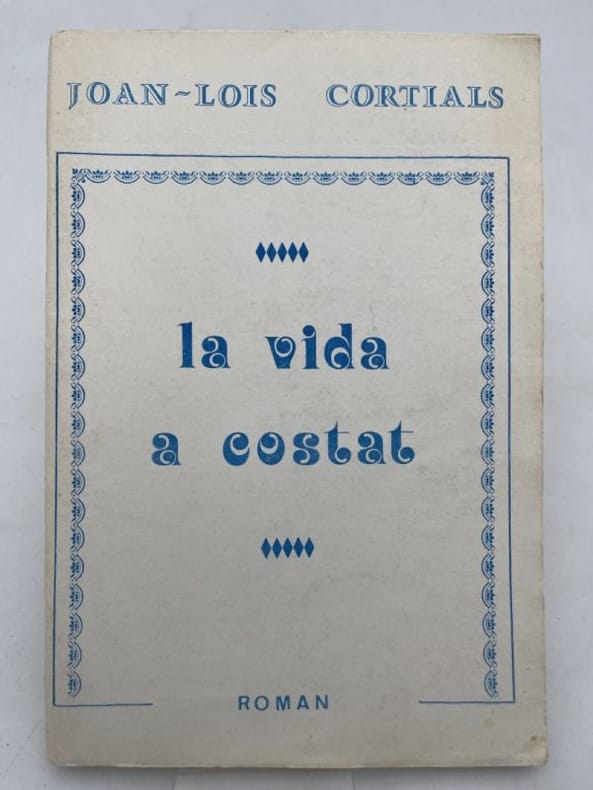 JOAN~LOIS CORTIALS
la vida
a costat
ROMAN